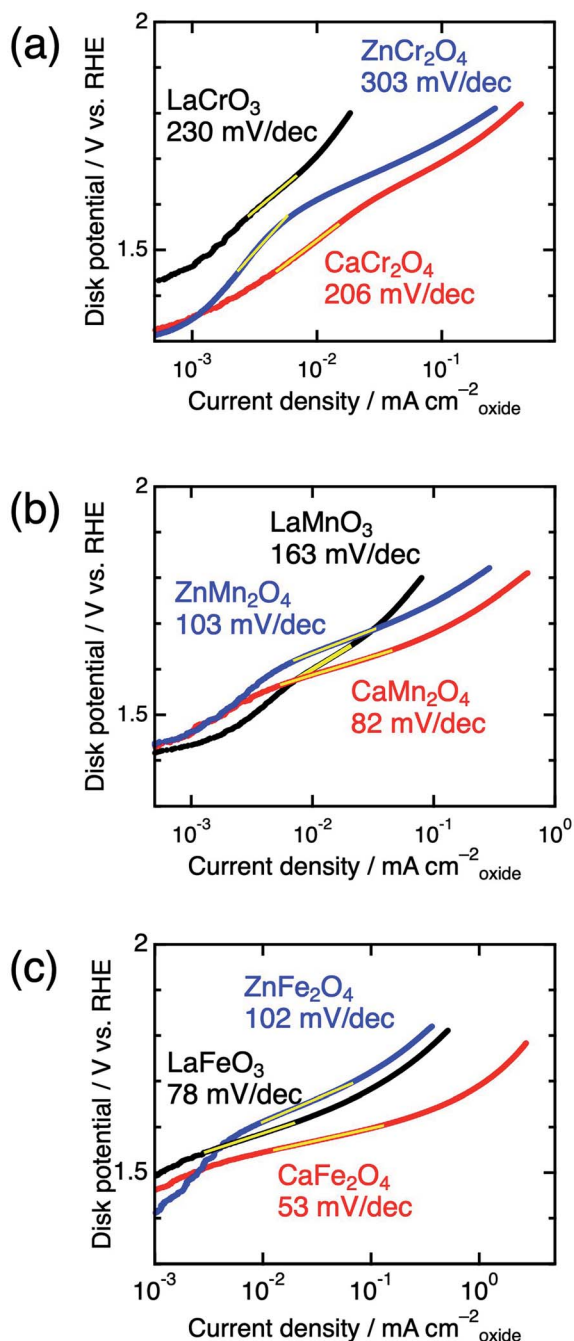 (a)
2
1.5
Disk potential / V vs. RHE
LaCrO₃
230 mV/dec
ZnCr₂O₄
303 mV/dec
CaCr₂O₄
206 mV/dec
10⁻³ 10⁻² 10⁻¹
Current density / mA cm⁻²oxide
(b)
2
1.5
Disk potential / V vs. RHE
LaMnO₃
163 mV/dec
ZnMn₂O₄
103 mV/dec
CaMn₂O₄
82 mV/dec
10⁻³ 10⁻² 10⁻¹ 10⁰
Current density / mA cm⁻²oxide
(c)
2
1.5
Disk potential / V vs. RHE
ZnFe₂O₄
102 mV/dec
LaFeO₃
78 mV/dec
CaFe₂O₄
53 mV/dec
10⁻³ 10⁻² 10⁻¹ 10⁰
Current density / mA cm⁻²oxide